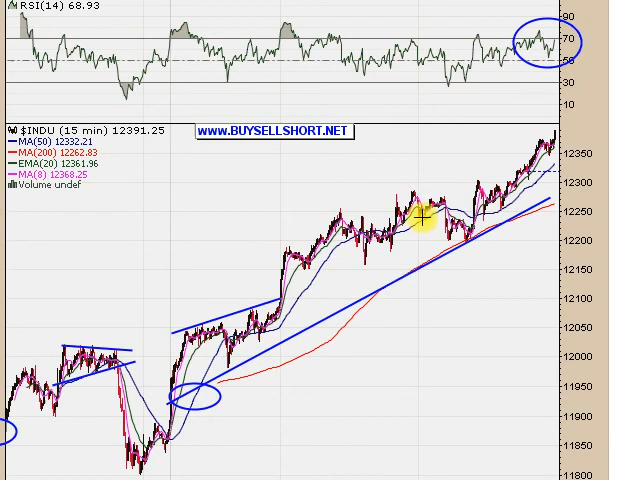 RSI(14) 68.93
90
70
50
30
10
$INDU (15 min) 12391.25
www.BUYSELLSHORT.NET
MA(50) 12332.21
MA(200) 12262.83
EMA(20) 12361.96
MA(8) 12368.25
Volume undef
12350
12300
12250
12200
12150
12100
12050
12000
11950
11900
11850
11800